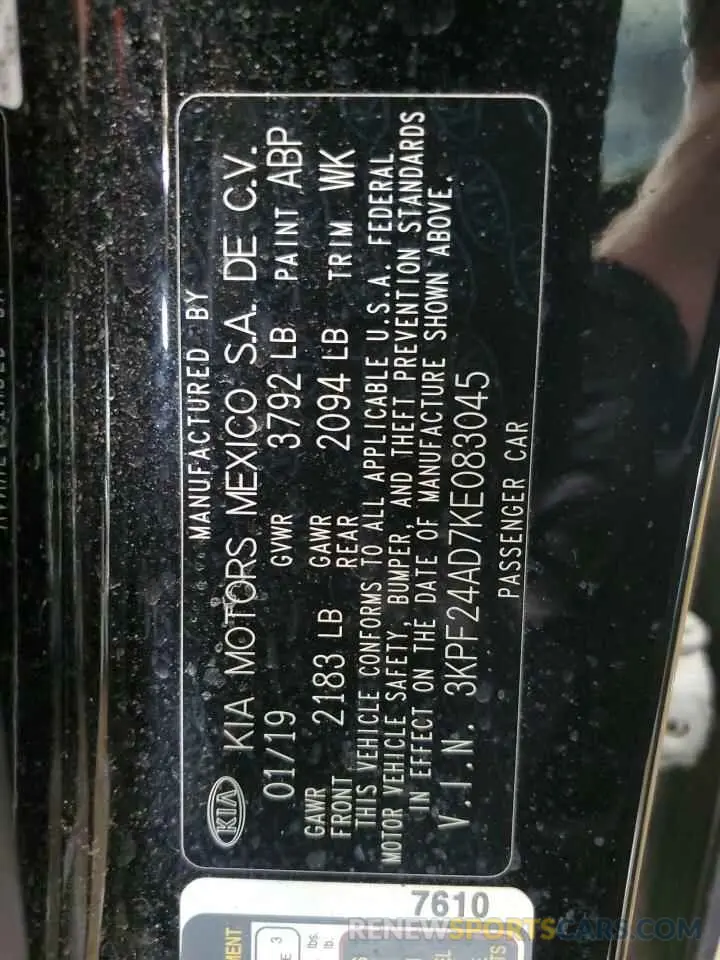 MANUFACTURED BY
KIA KIA MOTORS MEXICO S.A. DE C.V.
01/19 GVWR 3792 LB PAINT ABP
GAWR FRONT 2183 LB GAWR REAR 2094 LB TRIM WK
THIS VEHICLE CONFORMS TO ALL APPLICABLE U.S.A. FEDERAL
MOTOR VEHICLE SAFETY, BUMPER, AND THEFT PREVENTION STANDARDS
IN EFFECT ON THE DATE OF MANUFACTURE SHOWN ABOVE.
V.I.N. 3KPF24AD7KE083045
PASSENGER CAR
7610
RENEWSPORTSCARS.COM